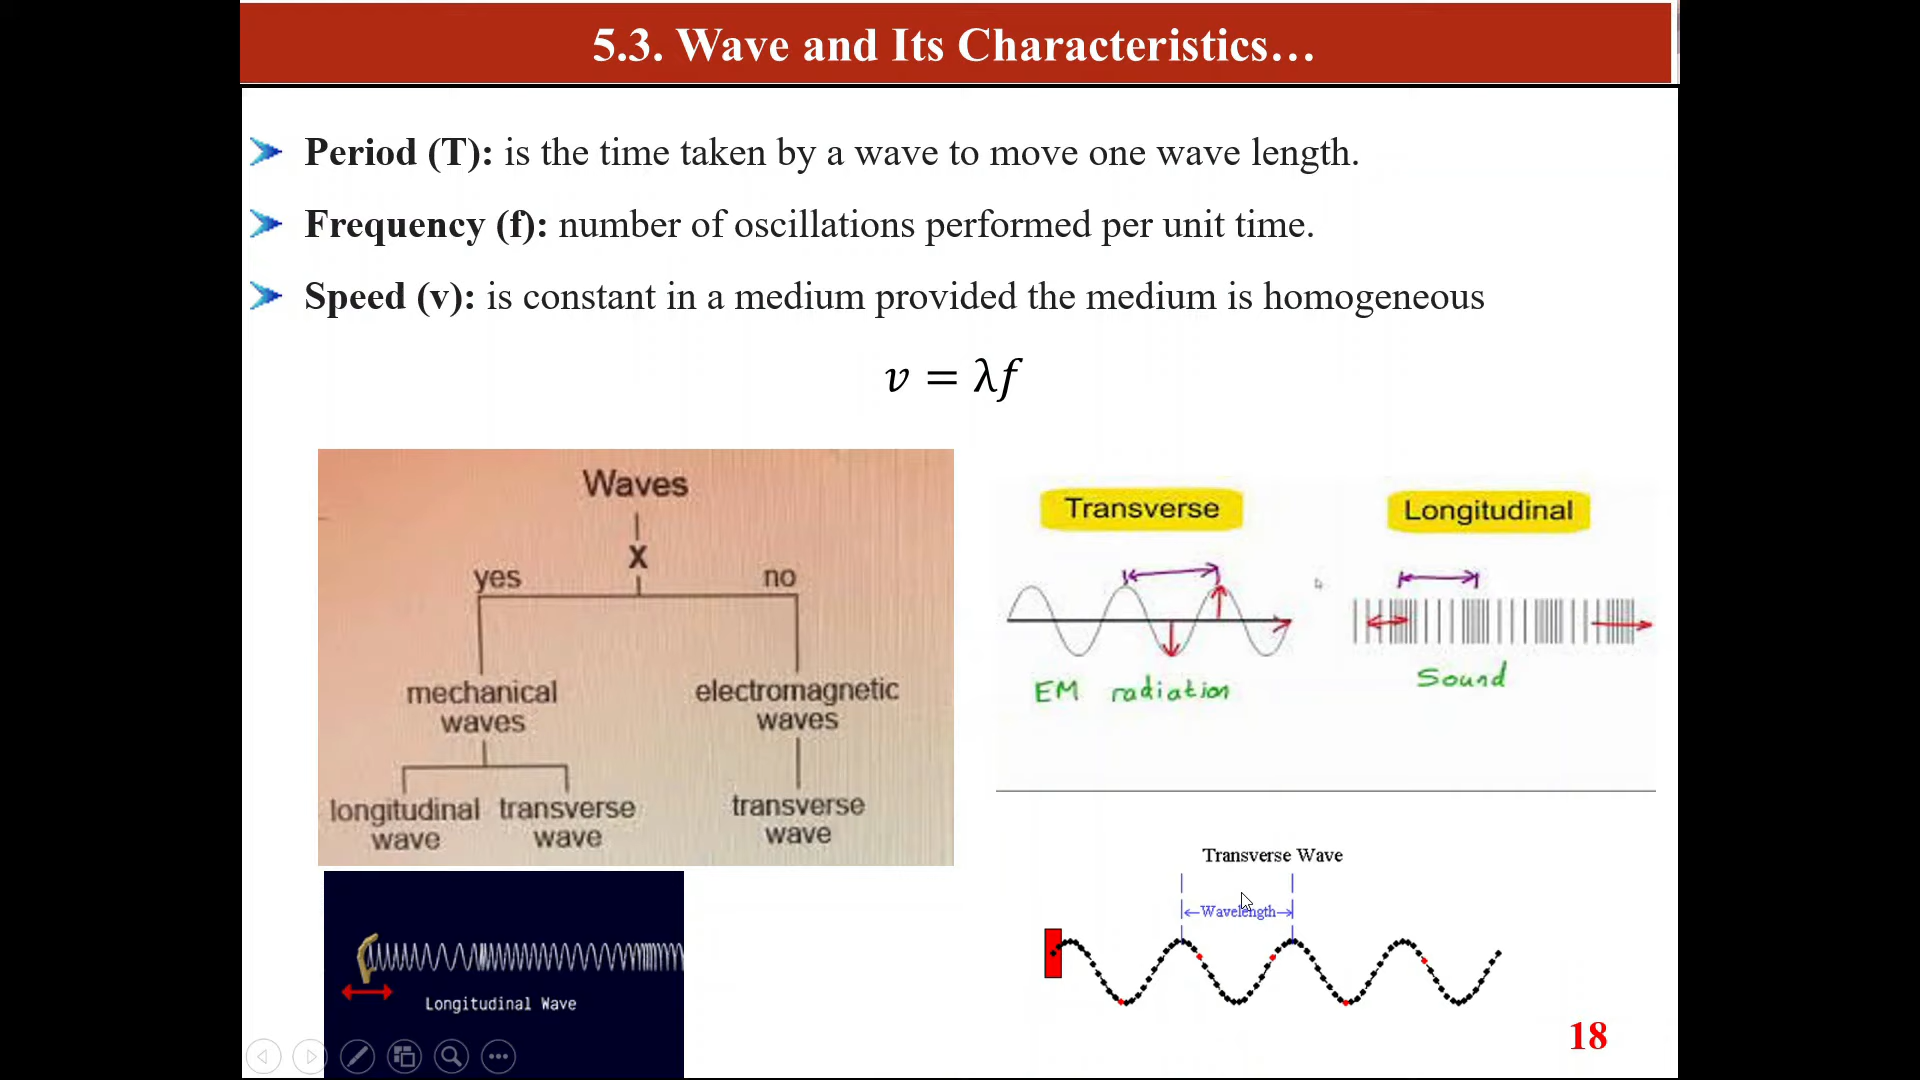 5.3. Wave and Its Characteristics…
Period (T): is the time taken by a wave to move one wave length.
Frequency (f): number of oscillations performed per unit time.
Speed (v): is constant in a medium provided the medium is homogeneous
v = λf
Waves
X
yes
no
mechanical
waves
electromagnetic
waves
longitudinal
wave
transverse
wave
transverse
wave
Transverse
Longitudinal
EM radiation
Sound
Longitudinal Wave
Transverse Wave
Wavelength
18